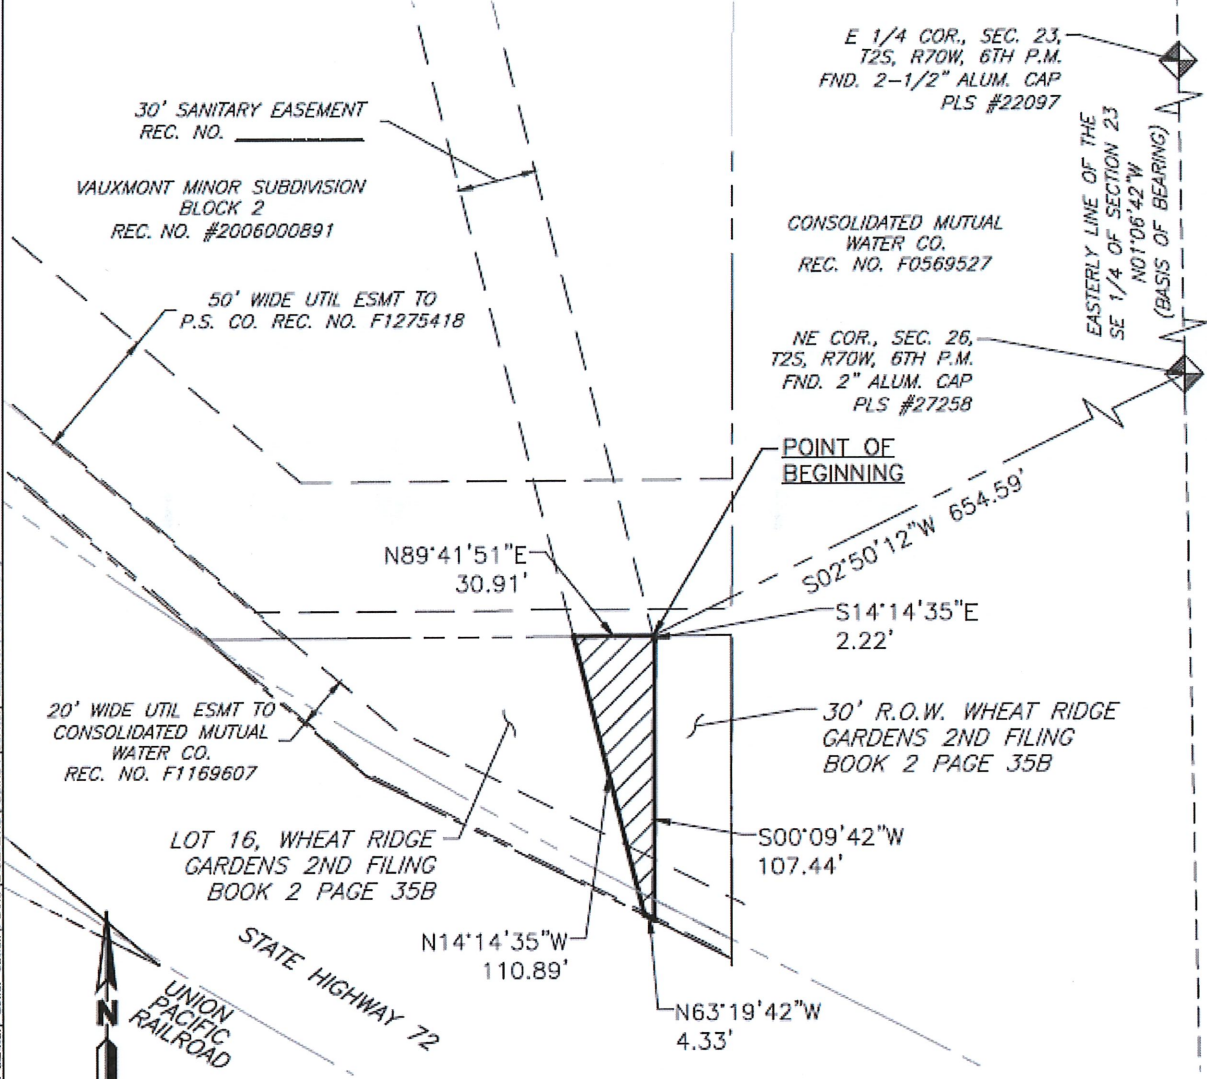 E 1/4 COR., SEC. 23,
T2S, R70W, 6TH P.M.
FND. 2-1/2" ALUM. CAP
PLS #22097
30' SANITARY EASEMENT
REC. NO.
VAUXMONT MINOR SUBDIVISION
BLOCK 2
REC. NO. #2006000891
CONSOLIDATED MUTUAL
WATER CO.
REC. NO. F0569527
EASTERLY LINE OF THE
SE 1/4 OF SECTION 23
N01°06'42"W
(BASIS OF BEARING)
50' WIDE UTIL ESMT TO
P.S. CO. REC. NO. F1275418
NE COR., SEC. 26,
T2S, R70W, 6TH P.M.
FND. 2" ALUM. CAP
PLS #27258
POINT OF
BEGINNING
S02°50'12"W 654.59'
N89°41'51"E
30.91'
S14°14'35"E
2.22'
20' WIDE UTIL ESMT TO
CONSOLIDATED MUTUAL
WATER CO.
REC. NO. F1169607
30' R.O.W. WHEAT RIDGE
GARDENS 2ND FILING
BOOK 2 PAGE 35B
LOT 16, WHEAT RIDGE
GARDENS 2ND FILING
BOOK 2 PAGE 35B
S00°09'42"W
107.44'
N14°14'35"W
110.89'
STATE HIGHWAY 72
UNION
PACIFIC
RAILROAD
N
N63°19'42"W
4.33'